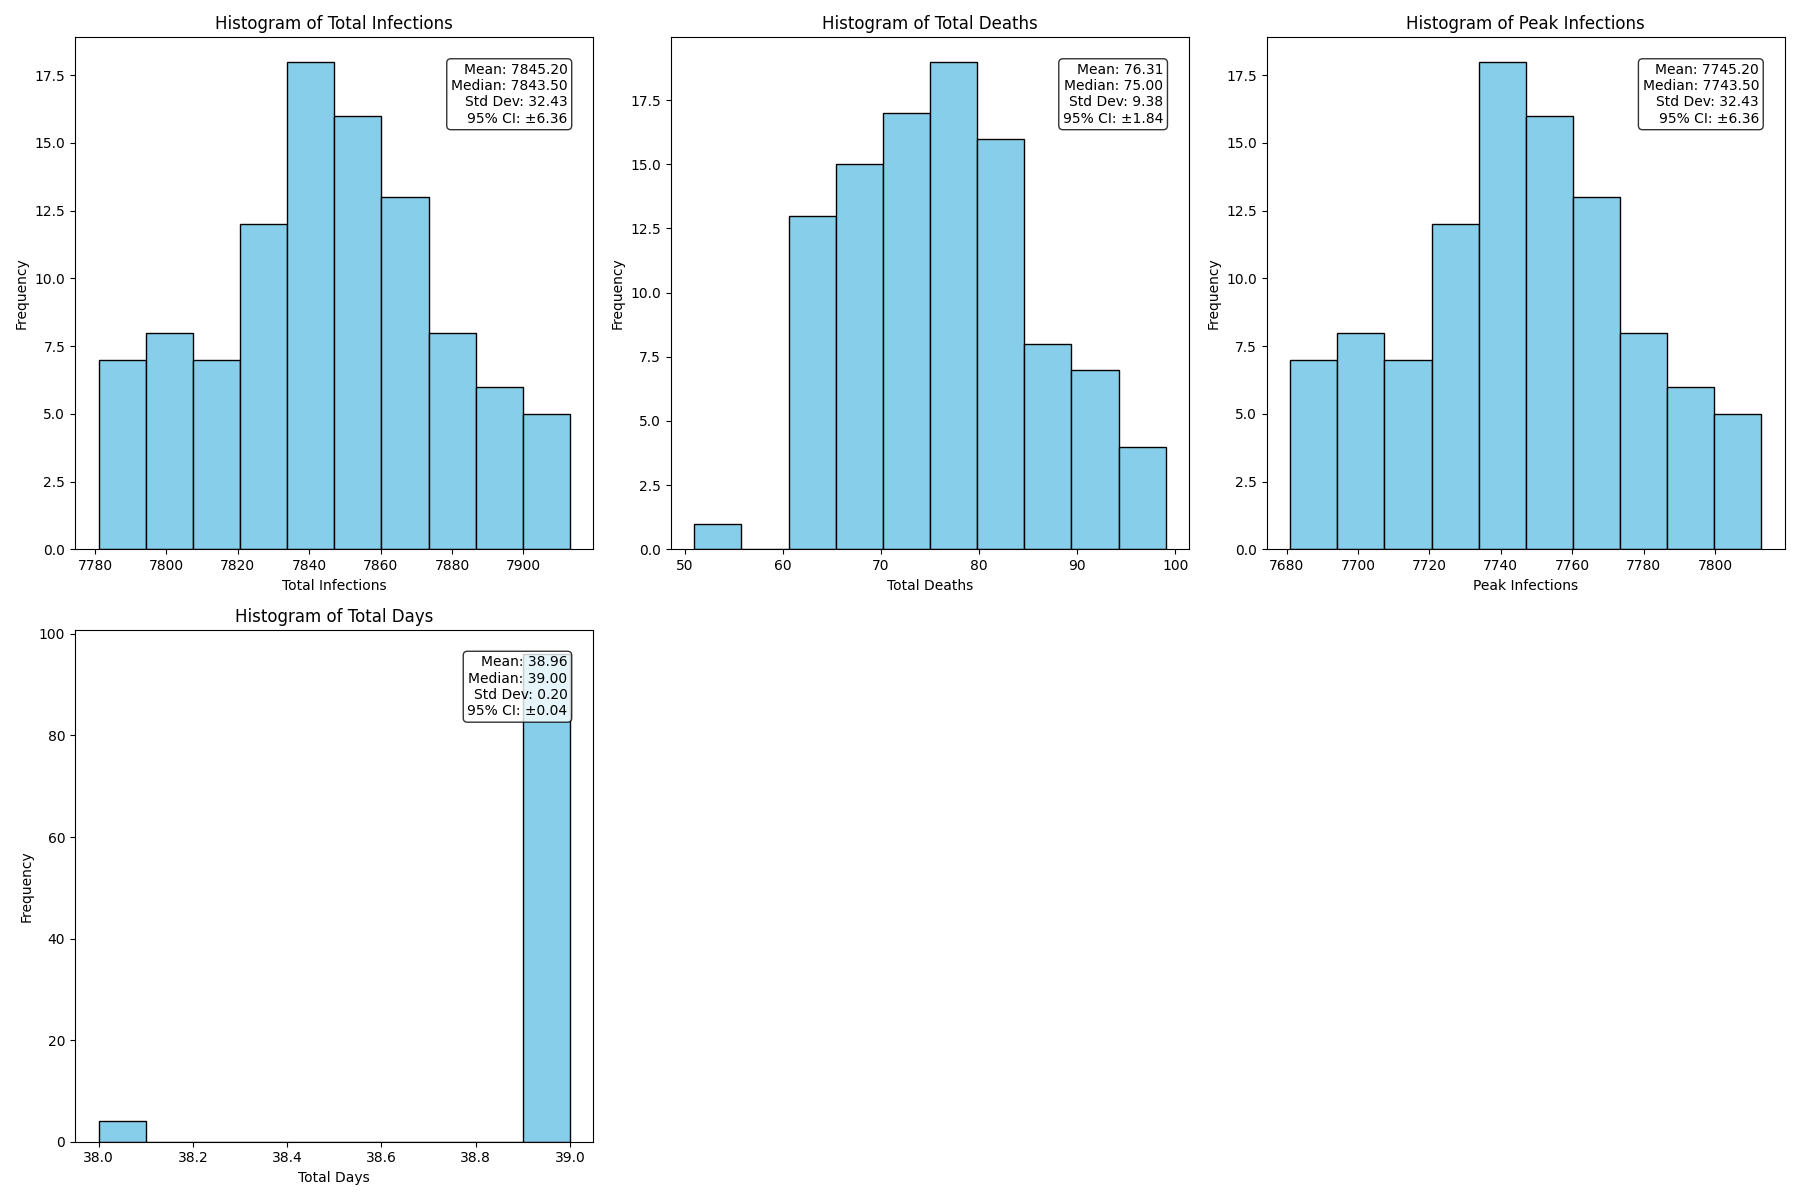 Histogram of Total Infections
17.5
15.0
12.5
10.0
7.5
5.0
2.5
0.0
Frequency
Mean: 7845.20
Median: 7843.50
Std Dev: 32.43
95% CI: ±6.36
7780 7800 7820 7840 7860 7880 7900
Total Infections
Histogram of Total Deaths
17.5
15.0
12.5
10.0
7.5
5.0
2.5
0.0
Frequency
Mean: 76.31
Median: 75.00
Std Dev: 9.38
95% CI: ±1.84
50 60 70 80 90 100
Total Deaths
Histogram of Peak Infections
17.5
15.0
12.5
10.0
7.5
5.0
2.5
0.0
Frequency
Mean: 7745.20
Median: 7743.50
Std Dev: 32.43
95% CI: ±6.36
7680 7700 7720 7740 7760 7780 7800
Peak Infections
Histogram of Total Days
100
80
60
40
20
0
Frequency
Mean: 38.96
Median: 39.00
Std Dev: 0.20
95% CI: ±0.04
38.0 38.2 38.4 38.6 38.8 39.0
Total Days